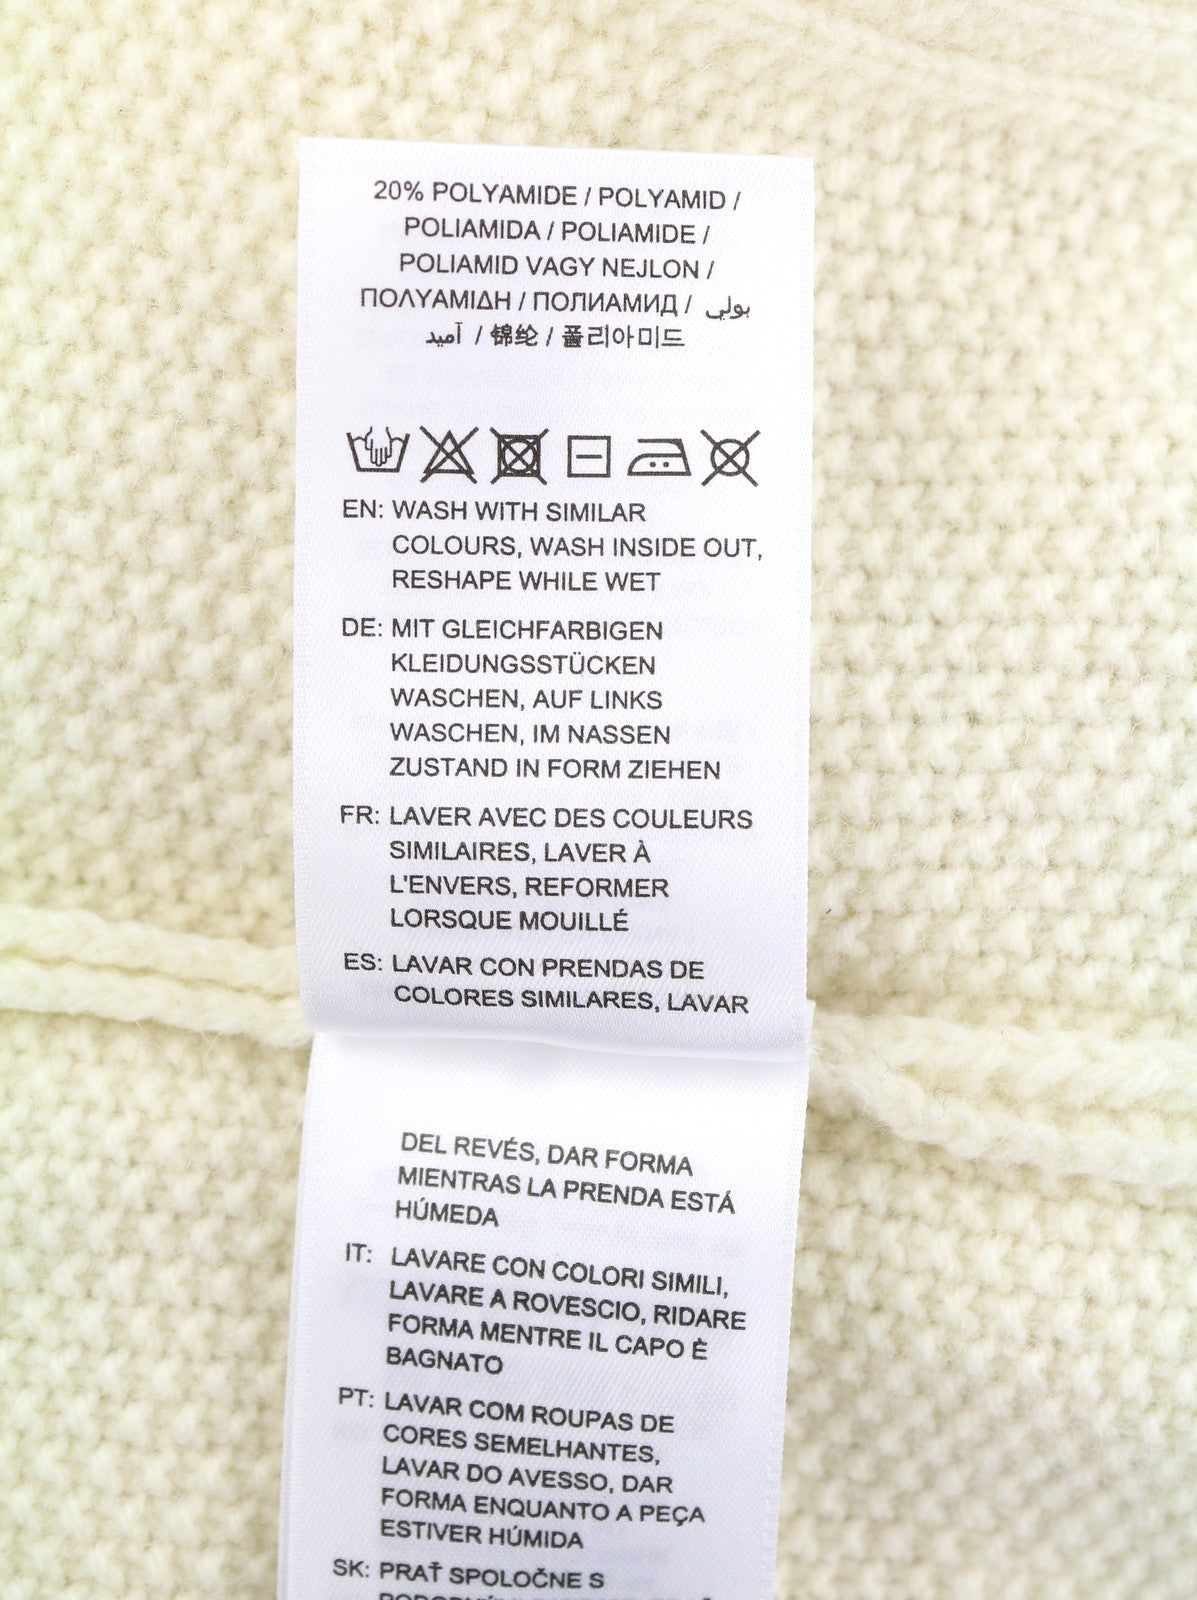 20% POLYAMIDE / POLYAMID /
POLIAMIDA / POLIAMIDE /
POLIAMID VAGY NEJLON /
ΠΟΛΥΑΜΙΔΗ / ПОЛИАМИД / بولي
آميد / 锦纶 / 폴리아미드
EN: WASH WITH SIMILAR
COLOURS, WASH INSIDE OUT,
RESHAPE WHILE WET
DE: MIT GLEICHFARBIGEN
KLEIDUNGSSTÜCKEN
WASCHEN, AUF LINKS
WASCHEN, IM NASSEN
ZUSTAND IN FORM ZIEHEN
FR: LAVER AVEC DES COULEURS
SIMILAIRES, LAVER À
L'ENVERS, REFORMER
LORSQUE MOUILLÉ
ES: LAVAR CON PRENDAS DE
COLORES SIMILARES, LAVAR
DEL REVÉS, DAR FORMA
MIENTRAS LA PRENDA ESTÁ
HÚMEDA
IT: LAVARE CON COLORI SIMILI,
LAVARE A ROVESCIO, RIDARE
FORMA MENTRE IL CAPO È
BAGNATO
PT: LAVAR COM ROUPAS DE
CORES SEMELHANTES,
LAVAR DO AVESSO, DAR
FORMA ENQUANTO A PEÇA
ESTIVER HÚMIDA
SK: PRAŤ SPOLOČNE S